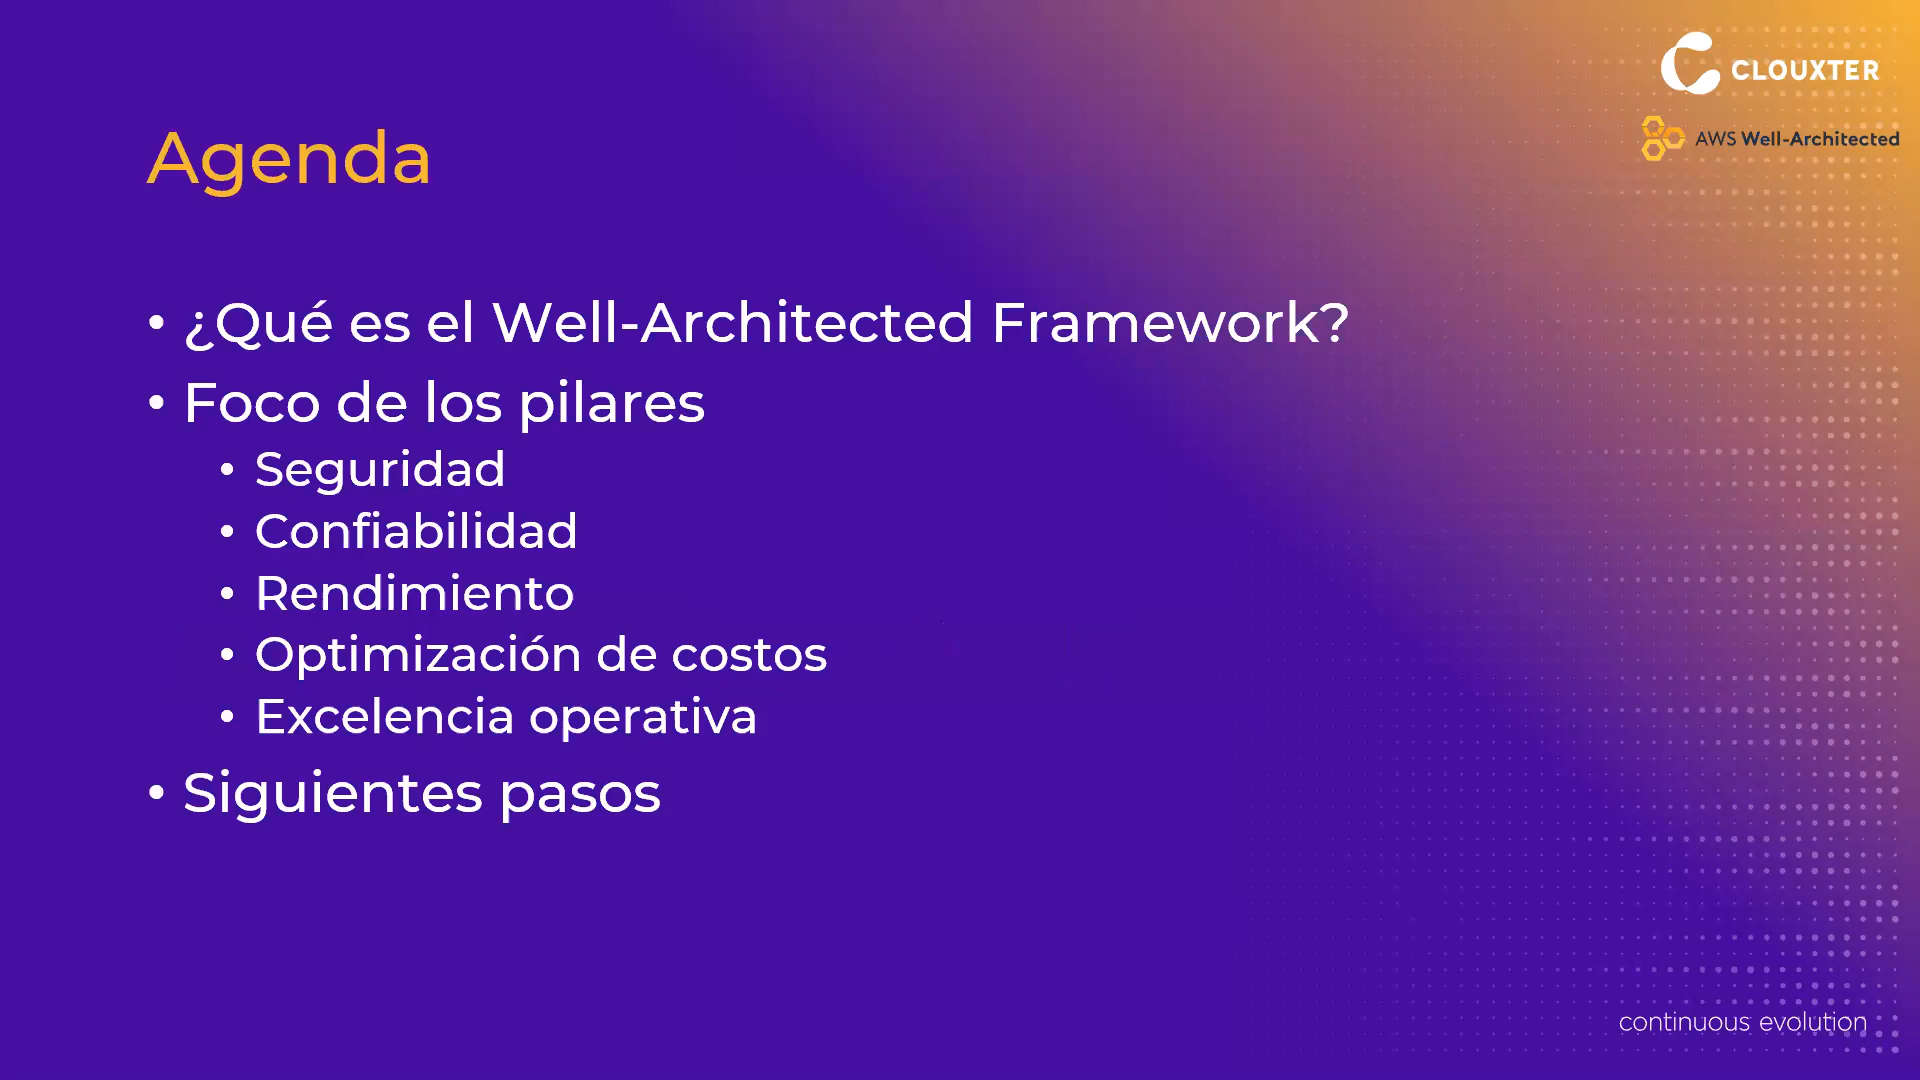 CLOUXTER
AWS Well-Architected
Agenda
• ¿Qué es el Well-Architected Framework?
• Foco de los pilares
• Seguridad
• Confiabilidad
• Rendimiento
• Optimización de costos
• Excelencia operativa
• Siguientes pasos
continuous evolution